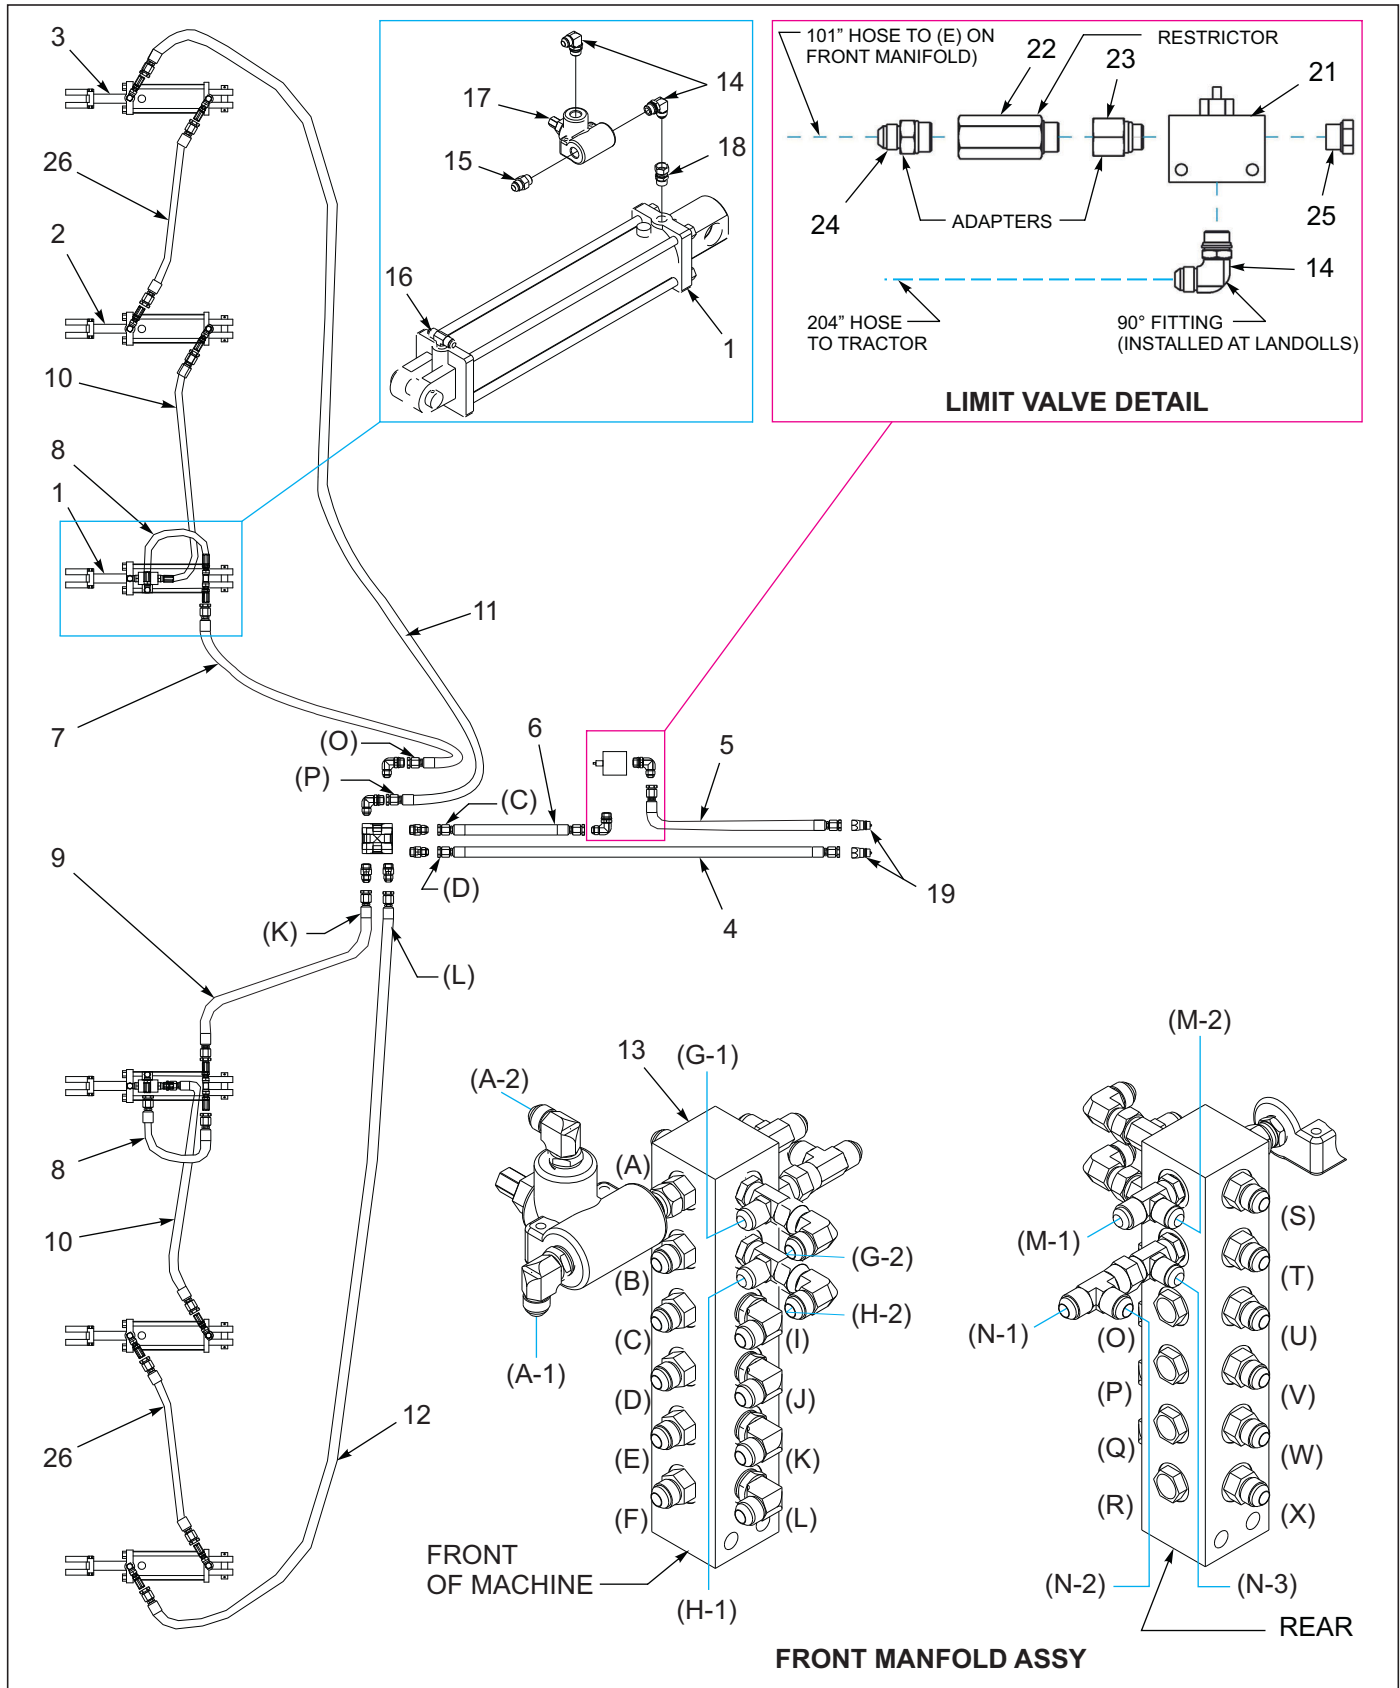 3
26
2
10
8
1
7
9
8
10
26
12
11
(O)
(P)
(C)
(D)
(K)
(L)
6
5
4
19
17
15
16
14
18
1
101” HOSE TO (E) ON
FRONT MANIFOLD)
22
RESTRICTOR
23
21
24
ADAPTERS
25
14
204” HOSE
TO TRACTOR
90° FITTING
(INSTALLED AT LANDOLLS)
LIMIT VALVE DETAIL
13
(G-1)
(A-2)
(A)
(B)
(C)
(D)
(E)
(F)
(A-1)
(G-2)
(H-2)
(I)
(J)
(K)
(L)
(H-1)
FRONT
OF MACHINE
(M-2)
(M-1)
(N-1)
(O)
(P)
(Q)
(R)
(S)
(T)
(U)
(V)
(W)
(X)
(N-2)
(N-3)
REAR
FRONT MANFOLD ASSY